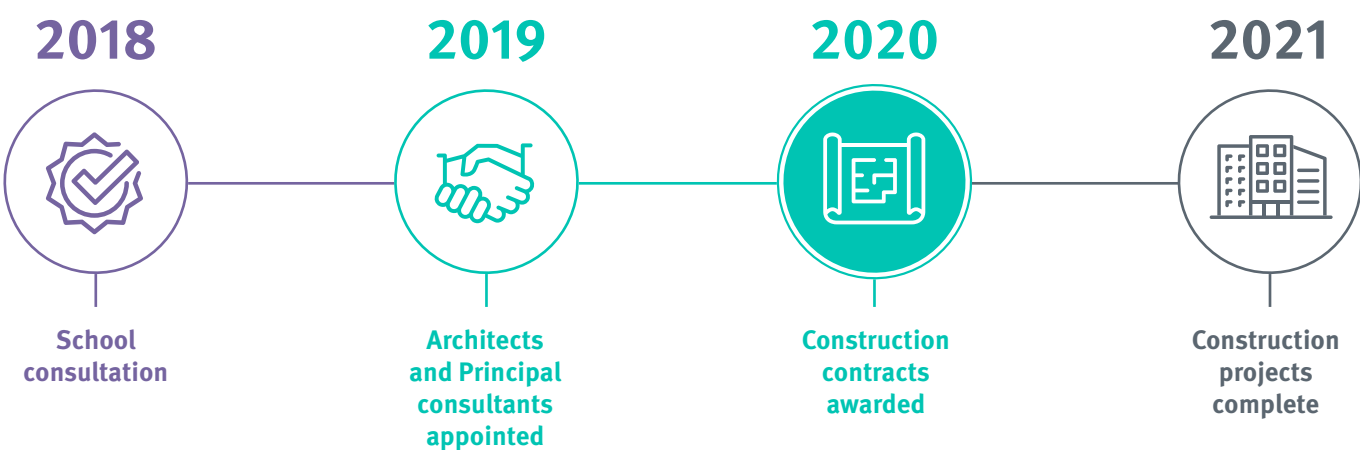 2018
2019
2020
2021
School
consultation
Architects
and Principal
consultants
appointed
Construction
contracts
awarded
Construction
projects
complete